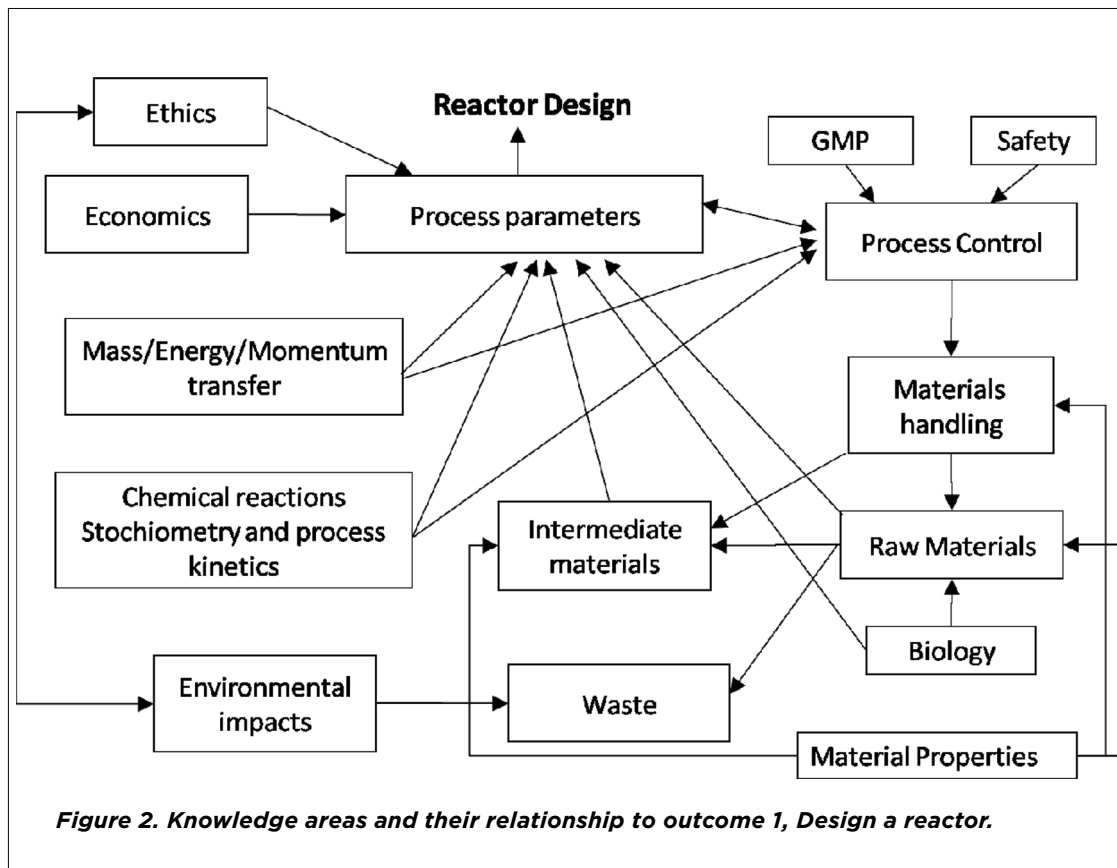 Reactor Design
Ethics
GMP
Safety
Economics
Process parameters
Process Control
Mass/Energy/Momentum
transfer
Materials
handling
Chemical reactions
Stochiometry and process
kinetics
Intermediate
materials
Raw Materials
Biology
Environmental
impacts
Waste
Material Properties
Figure 2. Knowledge areas and their relationship to outcome 1, Design a reactor.